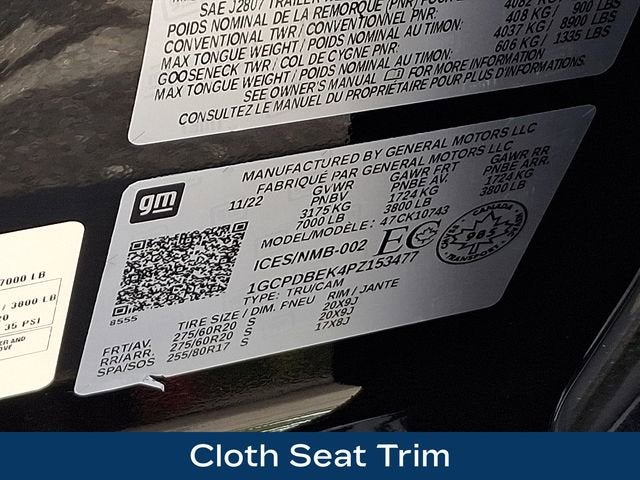 SAE J2807 TRAILER
POIDS NOMINAL DE LA REMORQUE (PNR) POUR
CONVENTIONAL TWR / CONVENTIONNEL
MAX TONGUE WEIGHT / POIDS NOMINAL AU TIMON:
GOOSENECK TWR / COL DE CYGNE PNR:
MAX TONGUE WEIGHT / POIDS NOMINAL AU TIMON:
4082 KG / 900 LBS
408 KG / 8900 LBS
4037 KG / 1335 LBS
606 KG /
SEE OWNER'S MANUAL FOR MORE INFORMATION
CONSULTEZ LE MANUEL DU PROPRIETAIRE POUR PLUS D'INFORMATIONS.
gm
MANUFACTURED BY GENERAL MOTORS LLC
FABRIQUÉ PAR GENERAL MOTORS LLC
11/22 GVWR GAWR FRT GAWR RR
PNBV PNBE AV. PNBE ARR.
3175 KG 1724 KG 1724 KG
7000 LB 3800 LB 3800 LB
MODEL/MODÈLE: 47CK10743
ICES/NMB-002 EC
CANADA
985
TRANSPORT
1GCPDBEK4PZ153477
TYPE: TRU/CAM
8555
TIRE SIZE / DIM. PNEU RIM / JANTE
FRT/AV. 275/60R20 S 20X9J
RR/ARR. 275/60R20 S 20X9J
SPA/SOS 255/80R17 S 17X8J
7000 LB
/ 3800 LB
20
35 PSI
Cloth Seat Trim